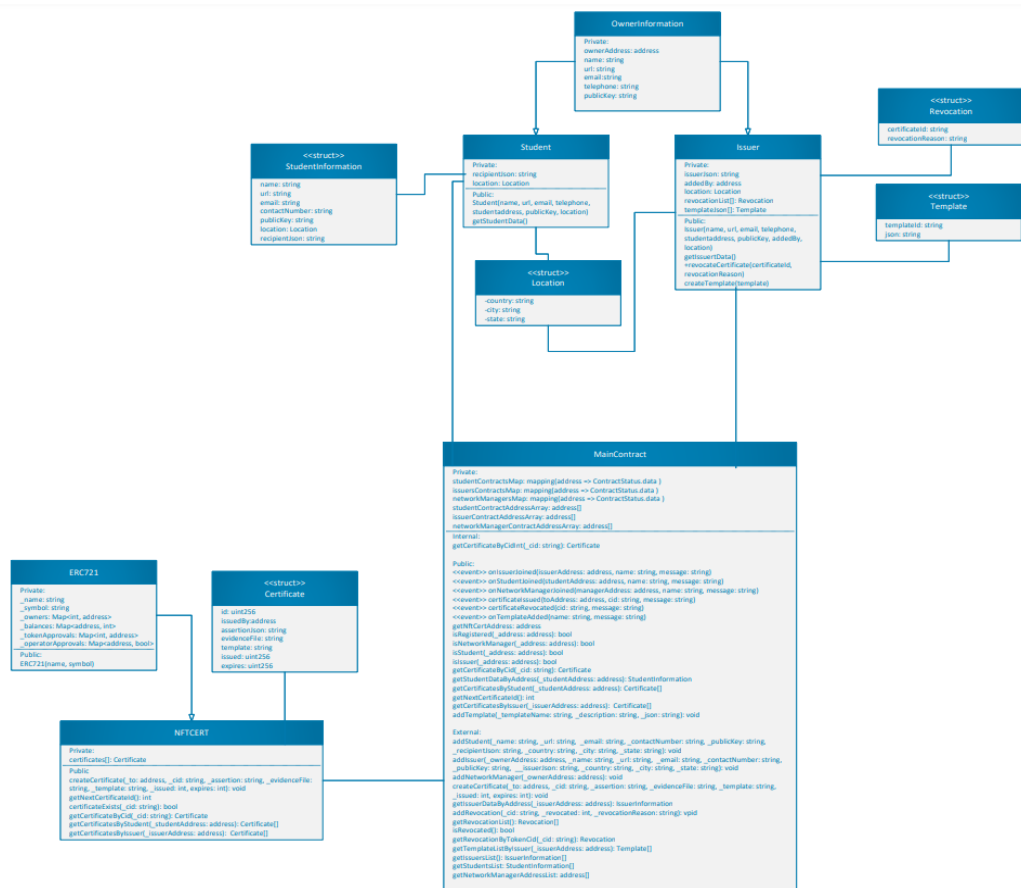 OwnerInformation
Private:
ownerAddress: address
name: string
url: string
email:string
telephone: string
publicKey: string
<<struct>>
Revocation
certificateId: string
revocationReason: string
<<struct>>
StudentInformation
name: string
url: string
email: string
contactNumber: string
publicKey: string
location: Location
recipientJson: string
Student
Private:
recipientJson: string
location: Location
Public:
Student(name, url, email, telephone,
studentaddress, publicKey, location)
getStudentData()
Issuer
Private:
issuerJson: string
addedBy: address
location: Location
revocationList[]: Revocation
templateJson[]: Template
Public:
Issuer(name, url, email, telephone,
studentaddress, publicKey, addedBy,
location)
getIssuertData()
+revocateCertificate(certificateId,
revocationReason)
createTemplate(template)
<<struct>>
Template
templateId: string
json: string
<<struct>>
Location
-country: string
-city: string
-state: string
MainContract
Private:
studentContractsMap: mapping(address => ContractStatus.data )
issuersContractsMap: mapping(address => ContractStatus.data )
networkManagersMap: mapping(address => ContractStatus.data )
studentContractAddressArray: address[]
issuerContractAddressArray: address[]
networkManagerContractAddressArray: address[]
Internal:
getCertificateByCidInt(_cid: string): Certificate
Public:
<<event>> onIssuerJoined(issuerAddress: address, name: string, message: string)
<<event>> onStudentJoined(studentAddress: address, name: string, message: string)
<<event>> onNetworkManagerJoined(managerAddress: address, name: string, message: string)
<<event>> certificateIssued(toAddress: address, cid: string, message: string)
<<event>> certificateRevocated(cid: string, message: string)
<<event>> onTemplateAdded(name: string, message: string)
getNftCertAddress: address
isRegistered(_address: address): bool
isNetworkManager(_address: address): bool
isStudent(_address: address): bool
isIssuer(_address: address): bool
getCertificateByCid(_cid: string): Certificate
getStudentDataByAddress(_studentAddress: address): StudentInformation
getCertificatesByStudent(_studentAddress: address): Certificate[]
getNextCertificateId(): int
getCertificatesByIssuer(_issuerAddress: address): Certificate[]
addTemplate(_templateName: string, _description: string, _json: string): void
External:
addStudent(_name: string, _url: string, _email: string, _contactNumber: string, _publicKey: string,
_recipientJson: string, _country: string, _city: string, _state: string): void
addIssuer(_ownerAddress: address, _name: string, _url: string, _email: string, _contactNumber: string,
_publicKey: string, __issuerJson: string, _country: string, _city: string, _state: string): void
addNetworkManager(_ownerAddress: address): void
createCertificate(_to: address, _cid: string, _assertion: string, _evidenceFile: string, _template: string,
_issued: int, expires: int): void
getIssuerDataByAddress(_issuerAddress: address): IssuerInformation
addRevocation(_cid: string, _revocated: int, _revocationReason: string): vpid
getRevocationList(): Revocation[]
isRevocated(): bool
getRevocationByTokenCid(_cid: string): Revocation
getTemplateListByIssuer(_issuerAddress: address): Template[]
getIssuersList(): IssuerInformation[]
getStudentsList: StudentInformation[]
getNetworkManagerAddressList: address[]
ERC721
Private:
_name: string
_symbol: string
_owners: Map<int, address>
_balances: Map<address, int>
_tokenApprovals: Map<int, address>
_operatorApprovals: Map<address, bool>
Public:
ERC721(name, symbol)
<<struct>>
Certificate
id: uint256
issuedBy:address
assertionJson: string
evidenceFile: string
template: string
issued: uint256
expires: uint256
NFTCERT
Private:
certificates[]: Certificate
Public
createCertificate(_to: address, _cid: string, _assertion: string, _evidenceFile:
string, _template: string, _issued: int, expires: int): void
getNextCertificateId(): int
certificateExists(_cid: string): bool
getCertificateByCid(_cid: string): Certificate
getCertificatesByStudent(_studentAddress: address): Certificate[]
getCertificatesByIssuer(_issuerAddress: address): Certificate[]